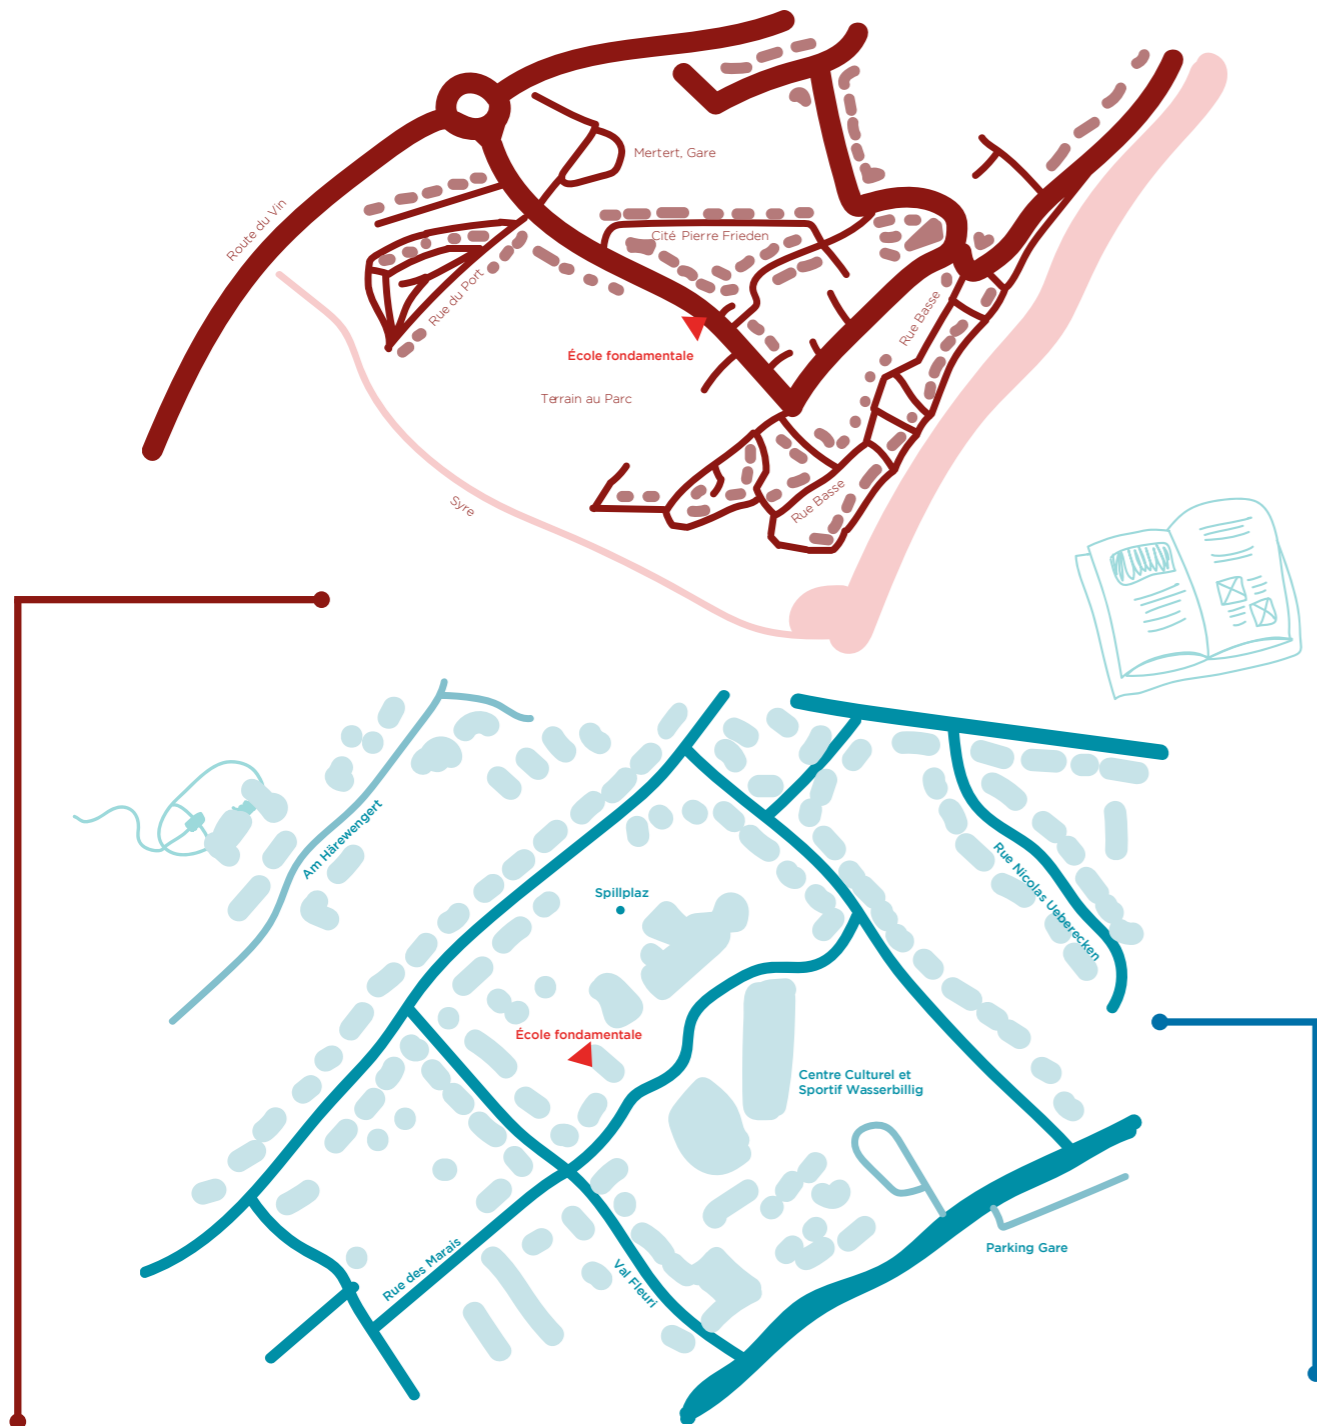 Mertert, Gare
Route du Vin
Cité Pierre Frieden
Rue du Port
Rue Basse
École fondamentale
Terrain au Parc
Rue Basse
Syre
Am Härewengert
Spillplaz
Rue Nicolas Ueberecken
École fondamentale
Centre Culturel et
Sportif Wasserbillig
Parking Gare
Rue des Marais
Val Fleuri